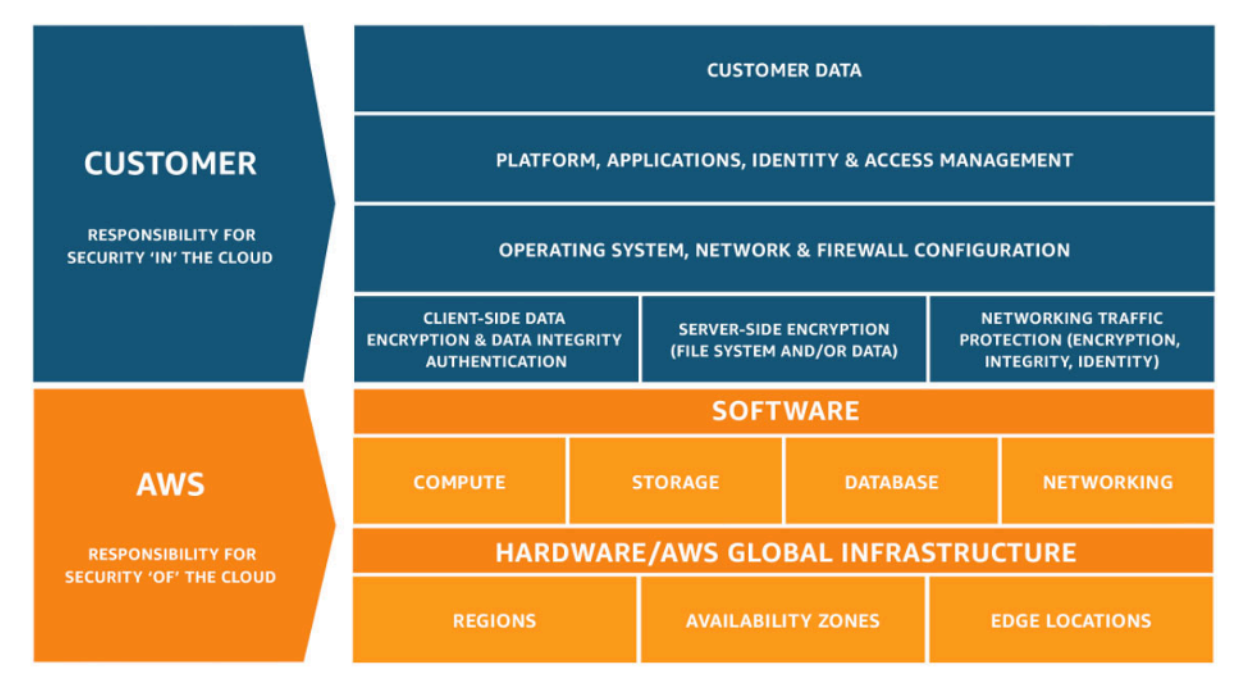 CUSTOMER
RESPONSIBILITY FOR
SECURITY ‘IN’ THE CLOUD
CUSTOMER DATA
PLATFORM, APPLICATIONS, IDENTITY & ACCESS MANAGEMENT
OPERATING SYSTEM, NETWORK & FIREWALL CONFIGURATION
CLIENT-SIDE DATA
ENCRYPTION & DATA INTEGRITY
AUTHENTICATION
SERVER-SIDE ENCRYPTION
(FILE SYSTEM AND/OR DATA)
NETWORKING TRAFFIC
PROTECTION (ENCRYPTION,
INTEGRITY, IDENTITY)
AWS
RESPONSIBILITY FOR
SECURITY ‘OF’ THE CLOUD
SOFTWARE
COMPUTE
STORAGE
DATABASE
NETWORKING
HARDWARE/AWS GLOBAL INFRASTRUCTURE
REGIONS
AVAILABILITY ZONES
EDGE LOCATIONS